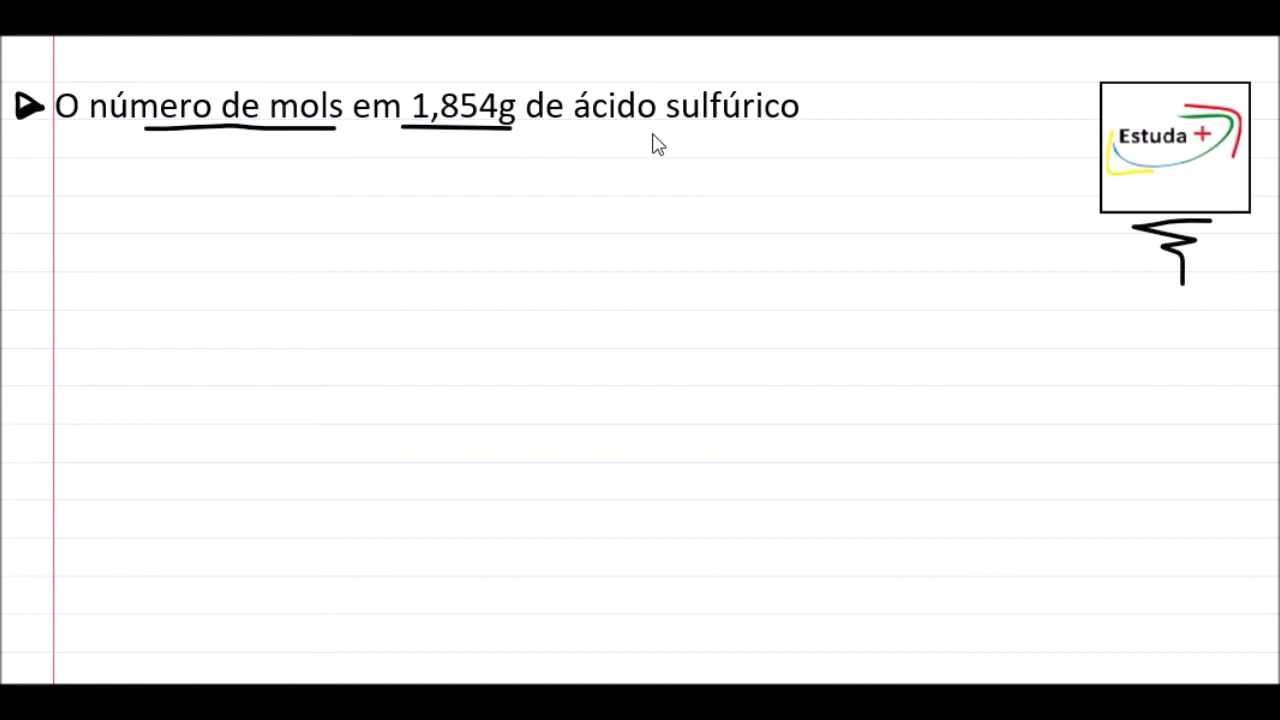 O número de mols em 1,854g de ácido sulfúrico
Estuda +